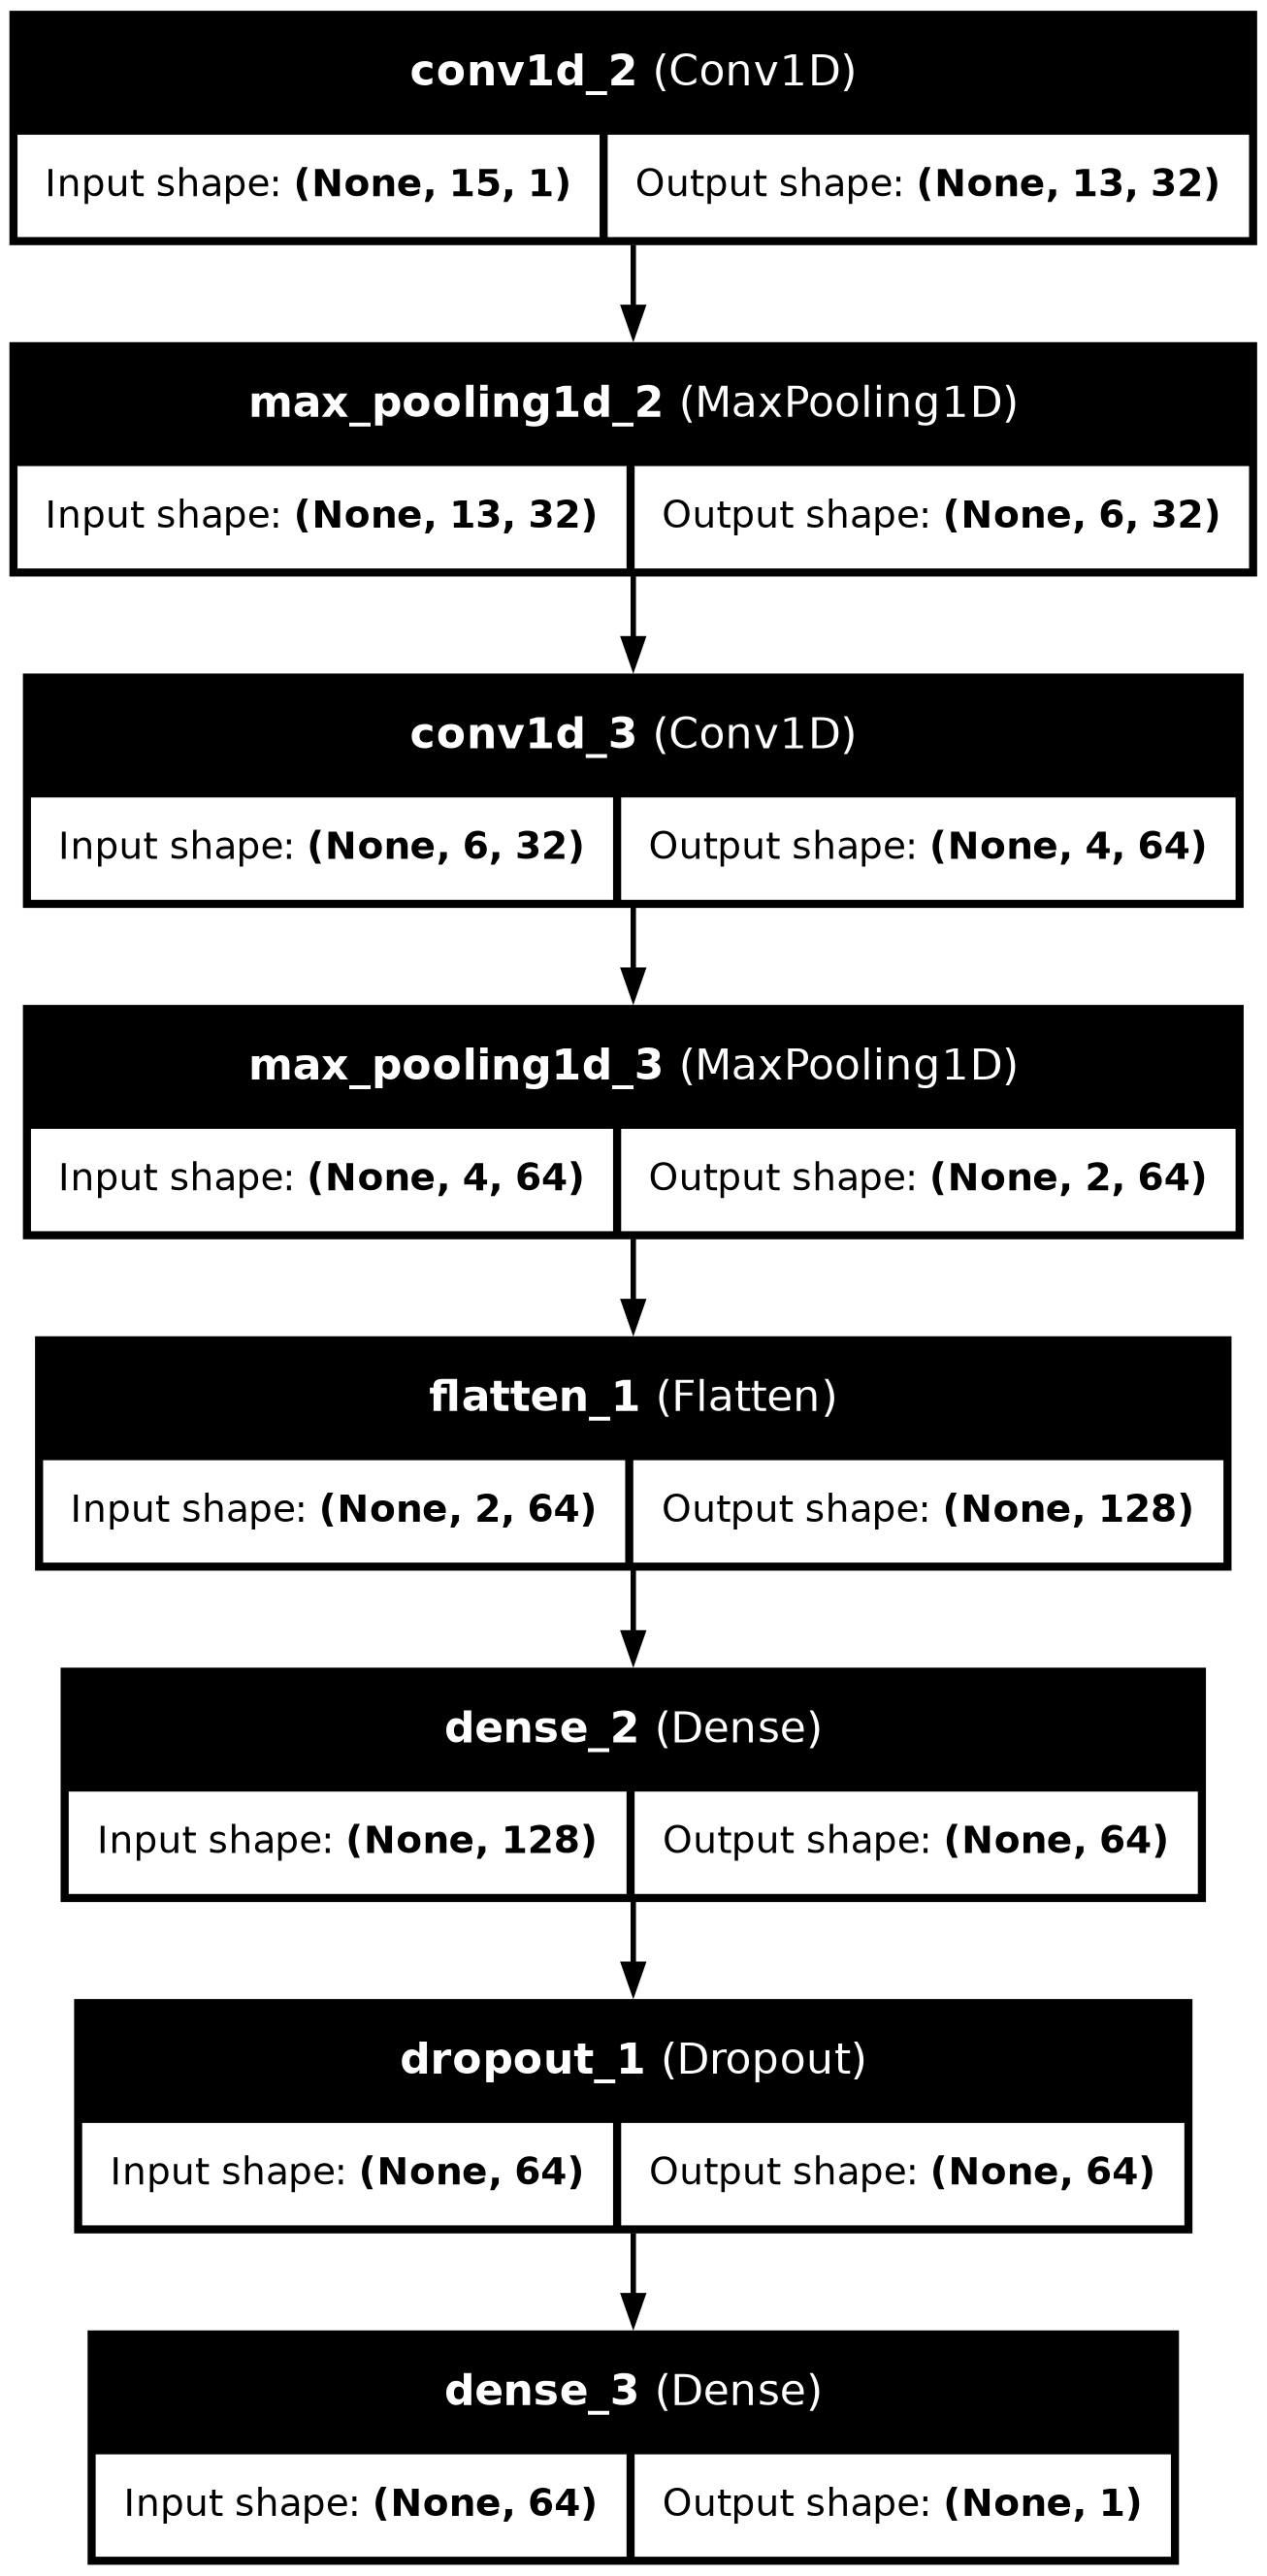 conv1d_2 (Conv1D)
Input shape: (None, 15, 1) Output shape: (None, 13, 32)
max_pooling1d_2 (MaxPooling1D)
Input shape: (None, 13, 32) Output shape: (None, 6, 32)
conv1d_3 (Conv1D)
Input shape: (None, 6, 32) Output shape: (None, 4, 64)
max_pooling1d_3 (MaxPooling1D)
Input shape: (None, 4, 64) Output shape: (None, 2, 64)
flatten_1 (Flatten)
Input shape: (None, 2, 64) Output shape: (None, 128)
dense_2 (Dense)
Input shape: (None, 128) Output shape: (None, 64)
dropout_1 (Dropout)
Input shape: (None, 64) Output shape: (None, 64)
dense_3 (Dense)
Input shape: (None, 64) Output shape: (None, 1)